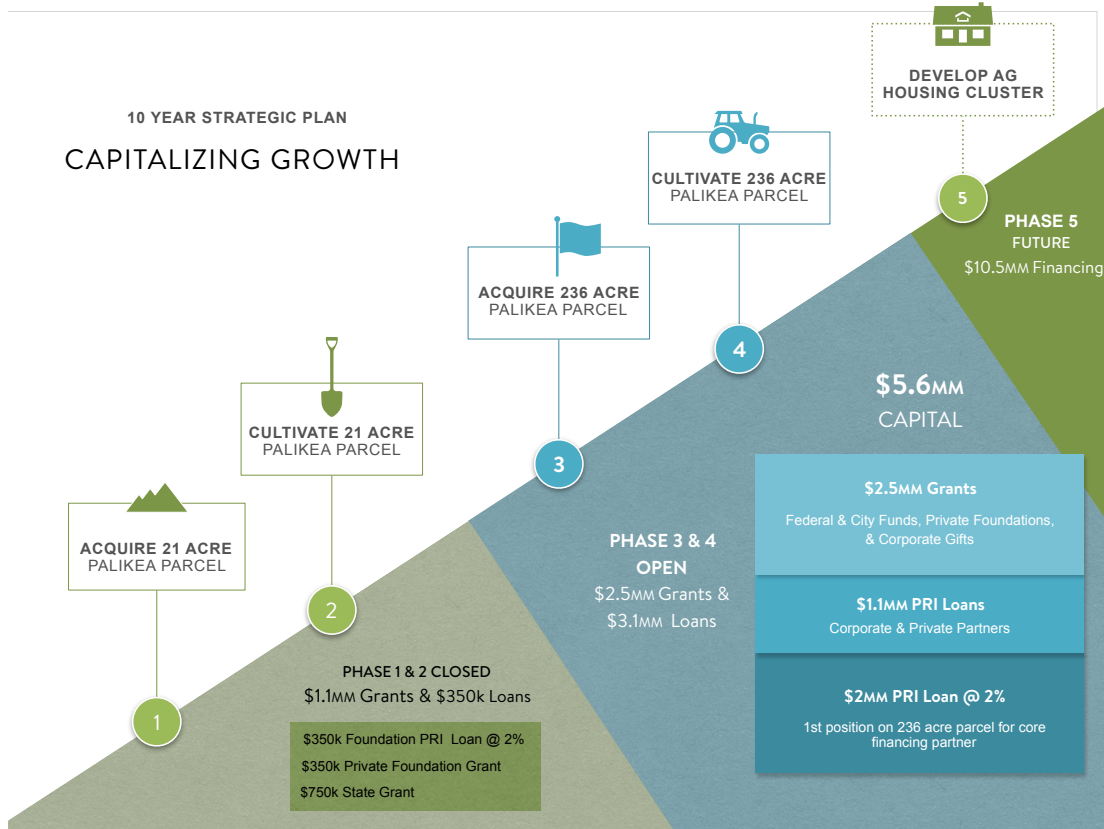 10 YEAR STRATEGIC PLAN
CAPITALIZING GROWTH
1
ACQUIRE 21 ACRE
PALIKEA PARCEL
2
CULTIVATE 21 ACRE
PALIKEA PARCEL
3
ACQUIRE 236 ACRE
PALIKEA PARCEL
4
CULTIVATE 236 ACRE
PALIKEA PARCEL
5
DEVELOP AG
HOUSING CLUSTER
PHASE 1 & 2 CLOSED
$1.1MM Grants & $350k Loans
$350k Foundation PRI Loan @ 2%
$350k Private Foundation Grant
$750k State Grant
PHASE 3 & 4
OPEN
$2.5MM Grants &
$3.1MM Loans
$5.6MM
CAPITAL
$2.5MM Grants
Federal & City Funds, Private Foundations,
& Corporate Gifts
$1.1MM PRI Loans
Corporate & Private Partners
$2MM PRI Loan @ 2%
1st position on 236 acre parcel for core
financing partner
PHASE 5
FUTURE
$10.5MM Financing